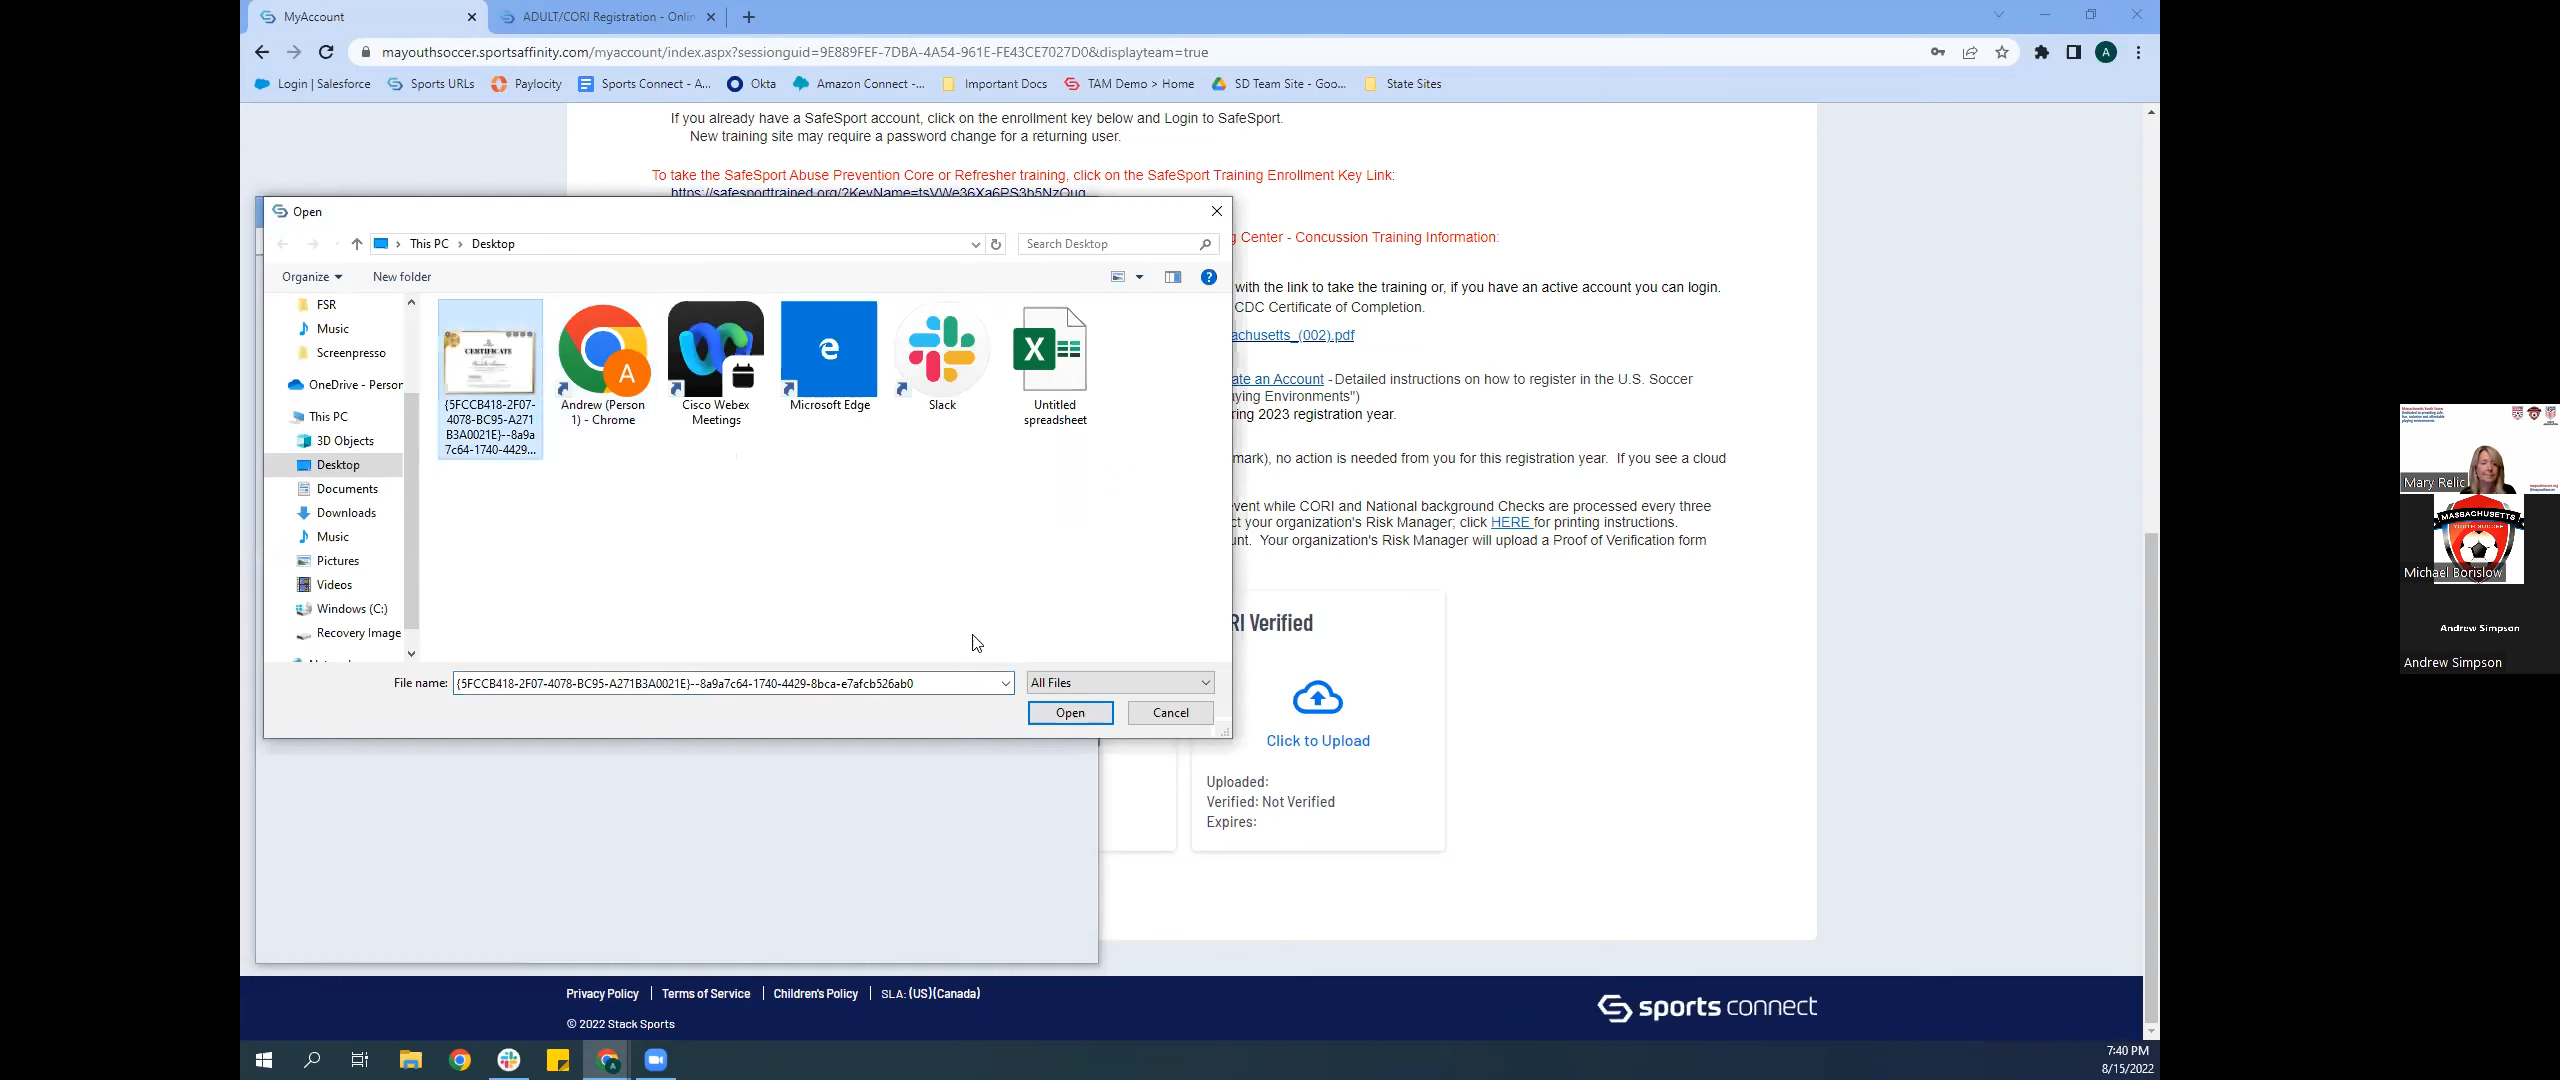 MyAccount
ADULT/CORI Registration - Onlin
mayouthsoccer.sportsaffinity.com/myaccount/index.aspx?sessionguid=9E889FEF-7DBA-4A54-961E-FE43CE7027D0&displayteam=true
Login | Salesforce
Sports URLs
Paylocity
Sports Connect - A...
Okta
Amazon Connect -...
Important Docs
TAM Demo > Home
SD Team Site - Goo...
State Sites
If you already have a SafeSport account, click on the enrollment key below and Login to SafeSport.
New training site may require a password change for a returning user.
To take the SafeSport Abuse Prevention Core or Refresher training, click on the SafeSport Training Enrollment Key Link:
https://safesporttrained.org/?KeyName=tsVWe36Xa6PS3b5NzOug
Open
This PC > Desktop
Search Desktop
Organize
New folder
FSR
Music
Screenpresso
OneDrive - Person
This PC
3D Objects
Desktop
Documents
Downloads
Music
Pictures
Videos
Windows (C:)
Recovery Image
CERTIFICATE
{5FCCB418-2F07-
4078-BC95-A271
B3A0021E}--8a9a
7c64-1740-4429...
Andrew (Person
1) - Chrome
Cisco Webex
Meetings
Microsoft Edge
Slack
Untitled
spreadsheet
File name: {5FCCB418-2F07-4078-BC95-A271B3A0021E}--8a9a7c64-1740-4429-8bca-e7afcb526ab0
All Files
Open
Cancel
g Center - Concussion Training Information:
with the link to take the training or, if you have an active account you can login.
CDC Certificate of Completion.
achusetts_(002).pdf
ate an Account - Detailed instructions on how to register in the U.S. Soccer
aying Environments")
ring 2023 registration year.
mark), no action is needed from you for this registration year. If you see a cloud
vent while CORI and National background Checks are processed every three
ct your organization's Risk Manager; click HERE for printing instructions.
unt. Your organization's Risk Manager will upload a Proof of Verification form
RI Verified
Click to Upload
Uploaded:
Verified: Not Verified
Expires:
Privacy Policy | Terms of Service | Children's Policy | SLA: (US)(Canada)
© 2022 Stack Sports
sports connect
7:40 PM
8/15/2022
Mary Relic
MASSACHUSETTS
YOUTH SOCCER
Michael Borislow
Andrew Simpson
Andrew Simpson